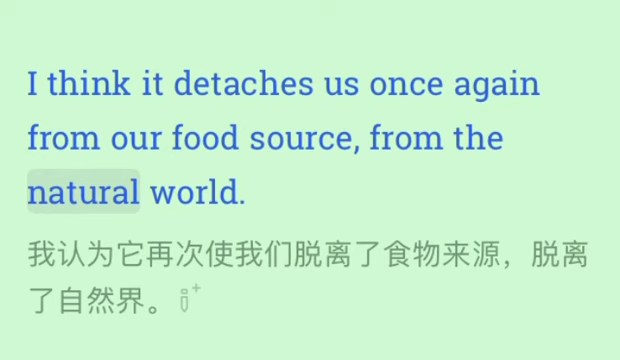 I think it detaches us once again
from our food source, from the
natural world.
我认为它再次使我们脱离了食物来源，脱离
了自然界。